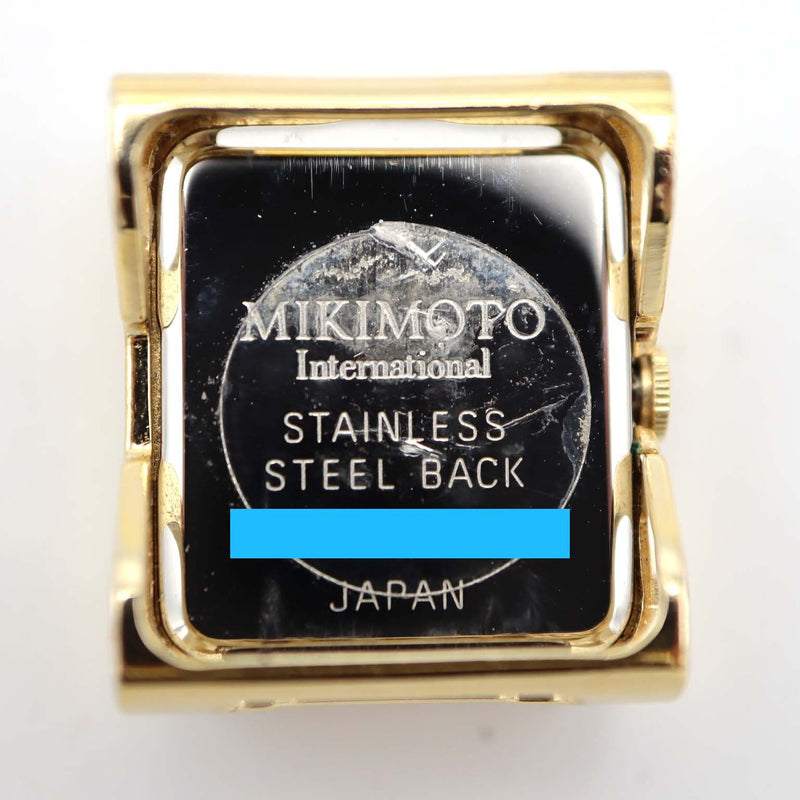 MIKIMOTO
International
STAINLESS
STEEL BACK
JAPAN